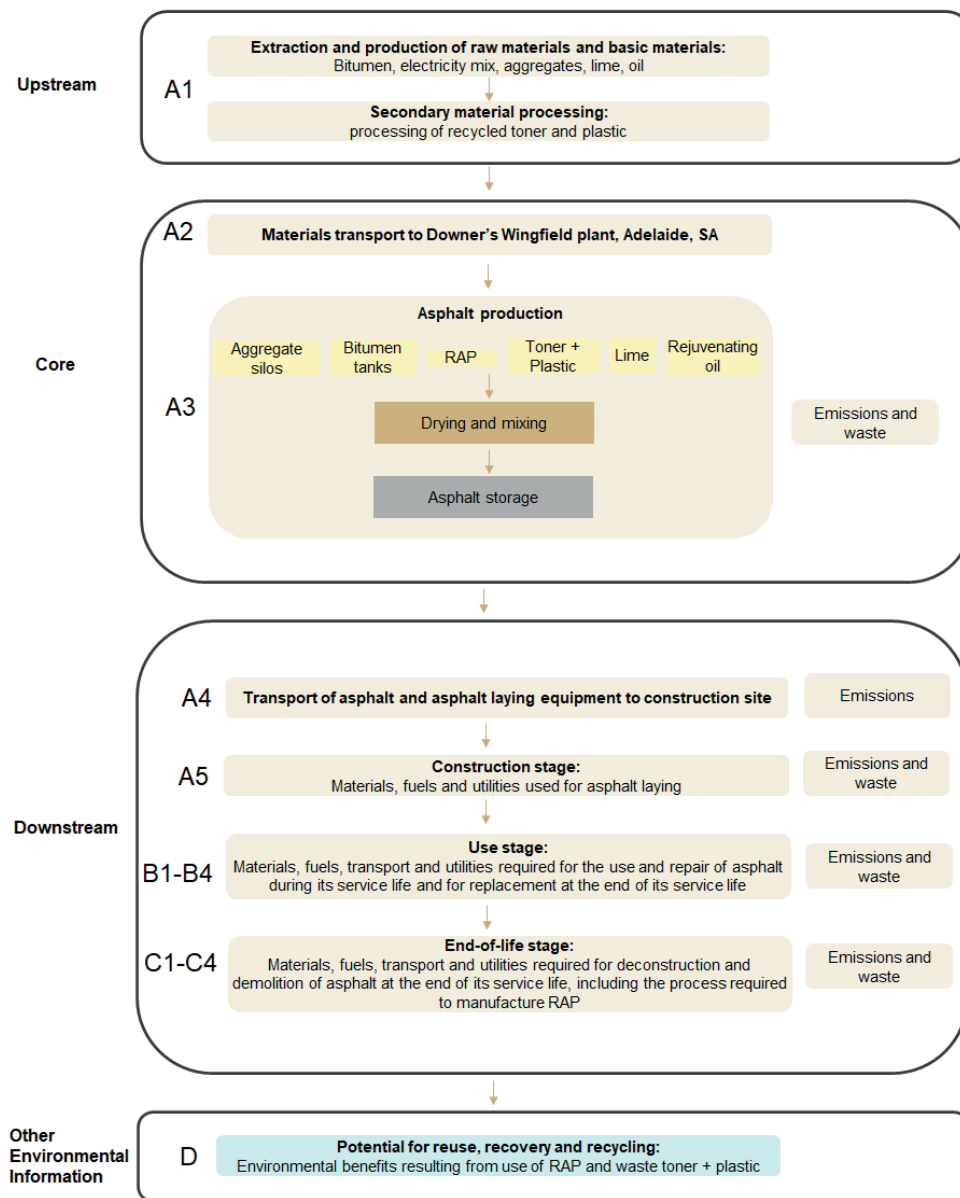 Upstream
A1
Extraction and production of raw materials and basic materials:
Bitumen, electricity mix, aggregates, lime, oil
Secondary material processing:
processing of recycled toner and plastic
Core
A2
Materials transport to Downer's Wingfield plant, Adelaide, SA
A3
Asphalt production
Aggregate
silos
Bitumen
tanks
RAP
Toner +
Plastic
Lime
Rejuvenating
oil
Drying and mixing
Asphalt storage
Emissions and
waste
Downstream
A4
Transport of asphalt and asphalt laying equipment to construction site
Emissions
A5
Construction stage:
Materials, fuels and utilities used for asphalt laying
Emissions and
waste
B1-B4
Use stage:
Materials, fuels, transport and utilities required for the use and repair of asphalt
during its service life and for replacement at the end of its service life
Emissions and
waste
C1-C4
End-of-life stage:
Materials, fuels, transport and utilities required for deconstruction and
demolition of asphalt at the end of its service life, including the process required
to manufacture RAP
Emissions and
waste
Other
Environmental
Information
D
Potential for reuse, recovery and recycling:
Environmental benefits resulting from use of RAP and waste toner + plastic